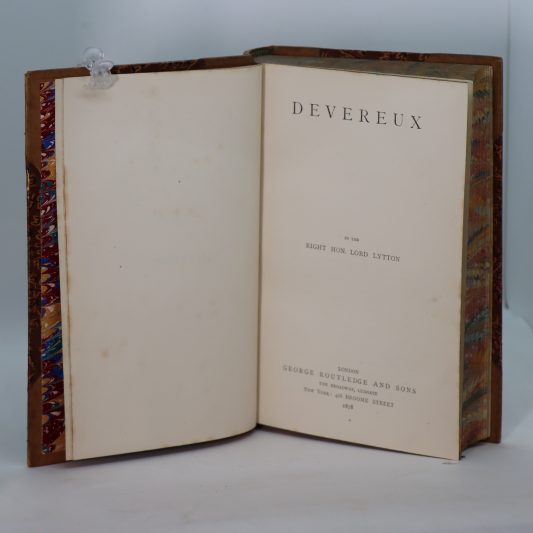 DEVEREUX
BY THE
RIGHT HON. LORD LYTTON
LONDON
GEORGE ROUTLEDGE AND SONS
THE BROADWAY, LUDGATE
NEW YORK: 416 BROOME STREET
1878